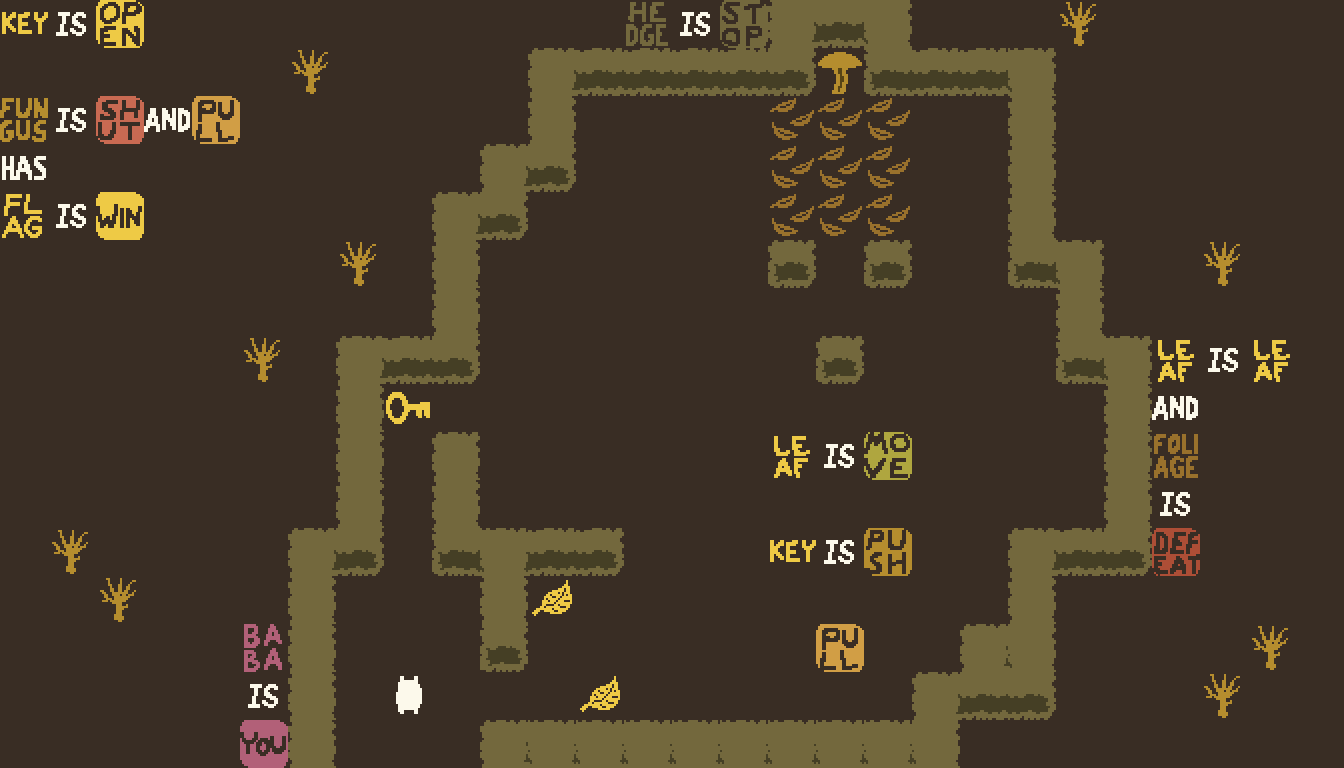 KEY IS OPEN
HEDGE IS STOP
FUNGUS IS SHUT AND PULL
HAS
FLAG IS WIN
LEAF IS LEAF
AND
LEAF IS MOVE
FOLIAGE
IS
KEY IS PUSH
DEFEAT
BABA
PULL
IS
YOU